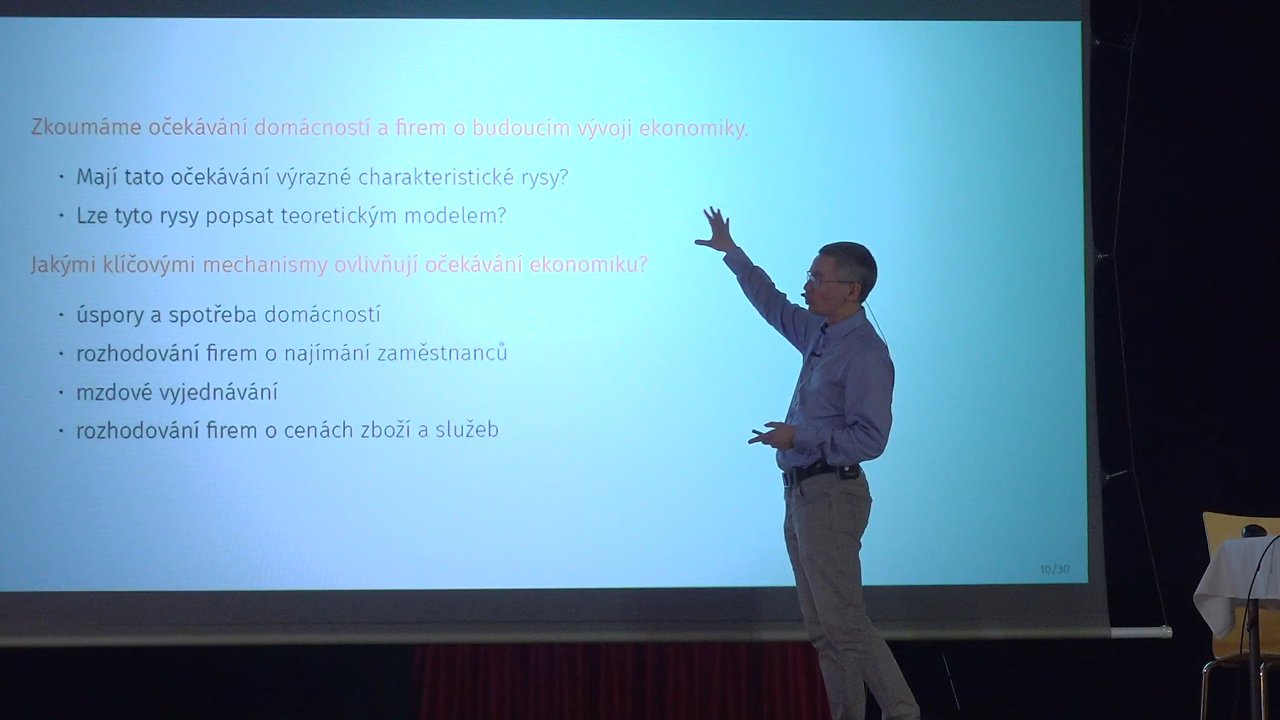 Zkoumáme očekávání domácností a firem o budoucím vývoji ekonomiky.
· Mají tato očekávání výrazné charakteristické rysy?
· Lze tyto rysy popsat teoretickým modelem?
Jakými klíčovými mechanismy ovlivňují očekávání ekonomiku?
· úspory a spotřeba domácností
· rozhodování firem o najímání zaměstnanců
· mzdové vyjednávání
· rozhodování firem o cenách zboží a služeb
10/30